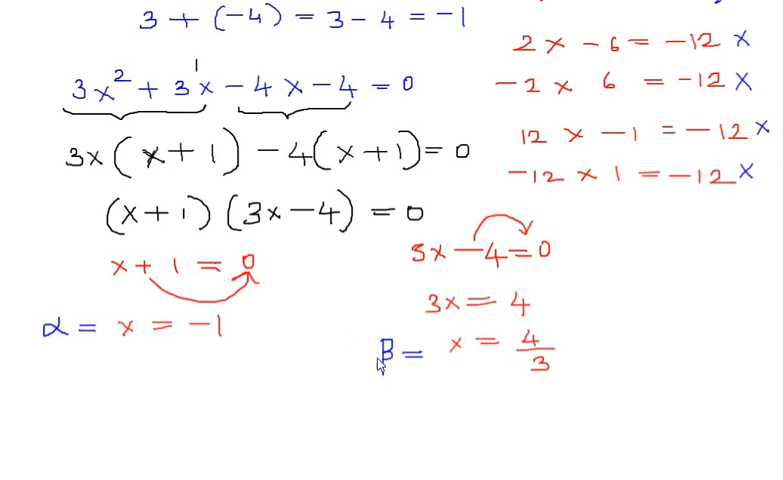 3 + (-4) = 3 - 4 = -1
3x² + 3x - 4x - 4 = 0
3x(x + 1) - 4(x + 1) = 0
(x + 1) (3x - 4) = 0
x + 1 = 0
α = x = -1
2 x - 6 = -12 x
-2 x 6 = -12 x
12 x - 1 = -12 x
-12 x 1 = -12 x
3x - 4 = 0
3x = 4
β = x = 4/3